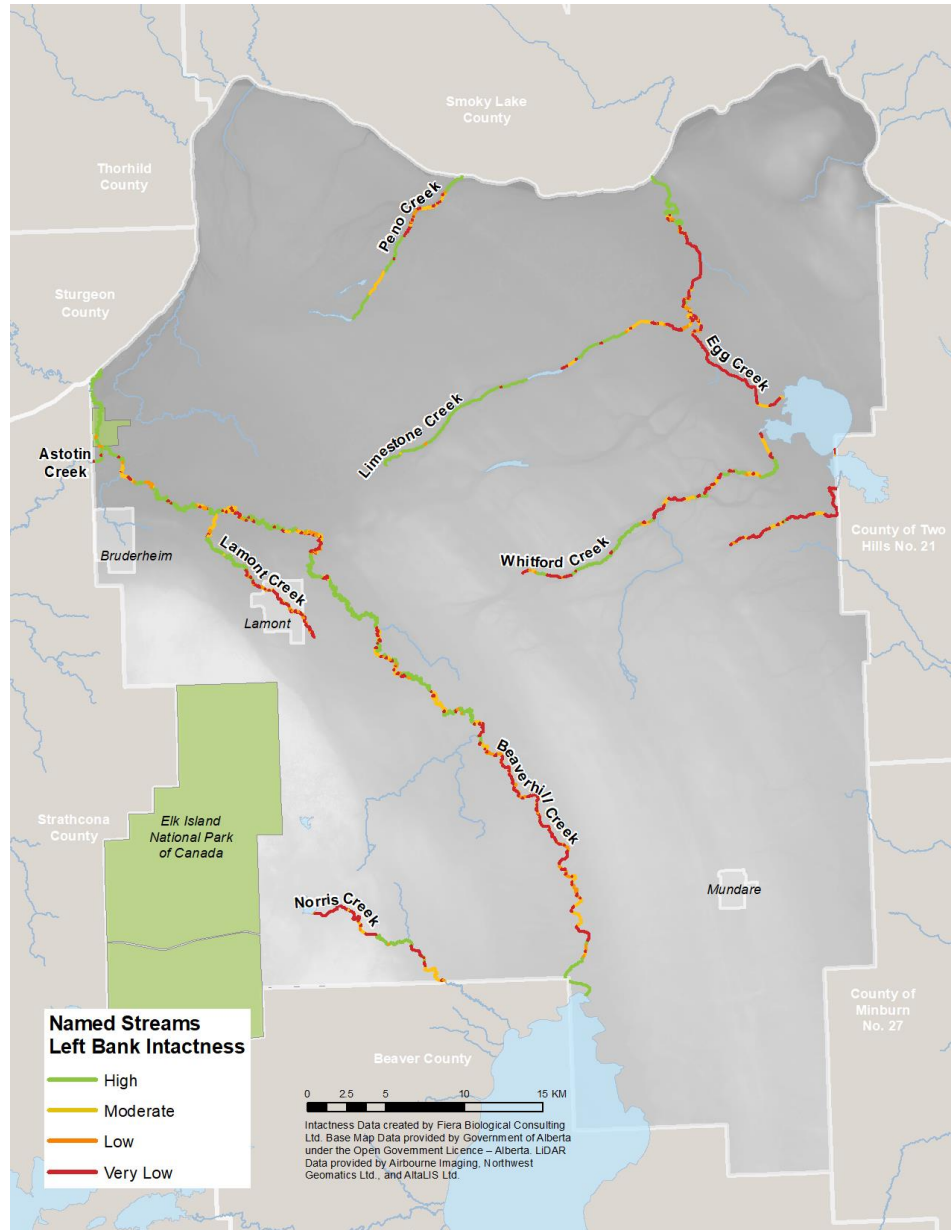 Smoky Lake
County
Thorhild
County
Peno Creek
Sturgeon
County
Egg Creek
Limestone Creek
Astotin
Creek
County of Two
Hills No. 21
Bruderheim
Whitford Creek
Lamont Creek
Lamont
Beaverhill Creek
Strathcona
County
Elk Island
National Park
of Canada
Mundare
Norris Creek
County of
Minburn
No. 27
Named Streams
Left Bank Intactness
High
Moderate
Low
Very Low
Beaver County
0 2.5 5 10 15 KM
Intactness Data created by Fiera Biological Consulting
Ltd. Base Map Data provided by Government of Alberta
under the Open Government Licence – Alberta. LiDAR
Data provided by Airbourne Imaging, Northwest
Geomatics Ltd., and AltaLIS Ltd.